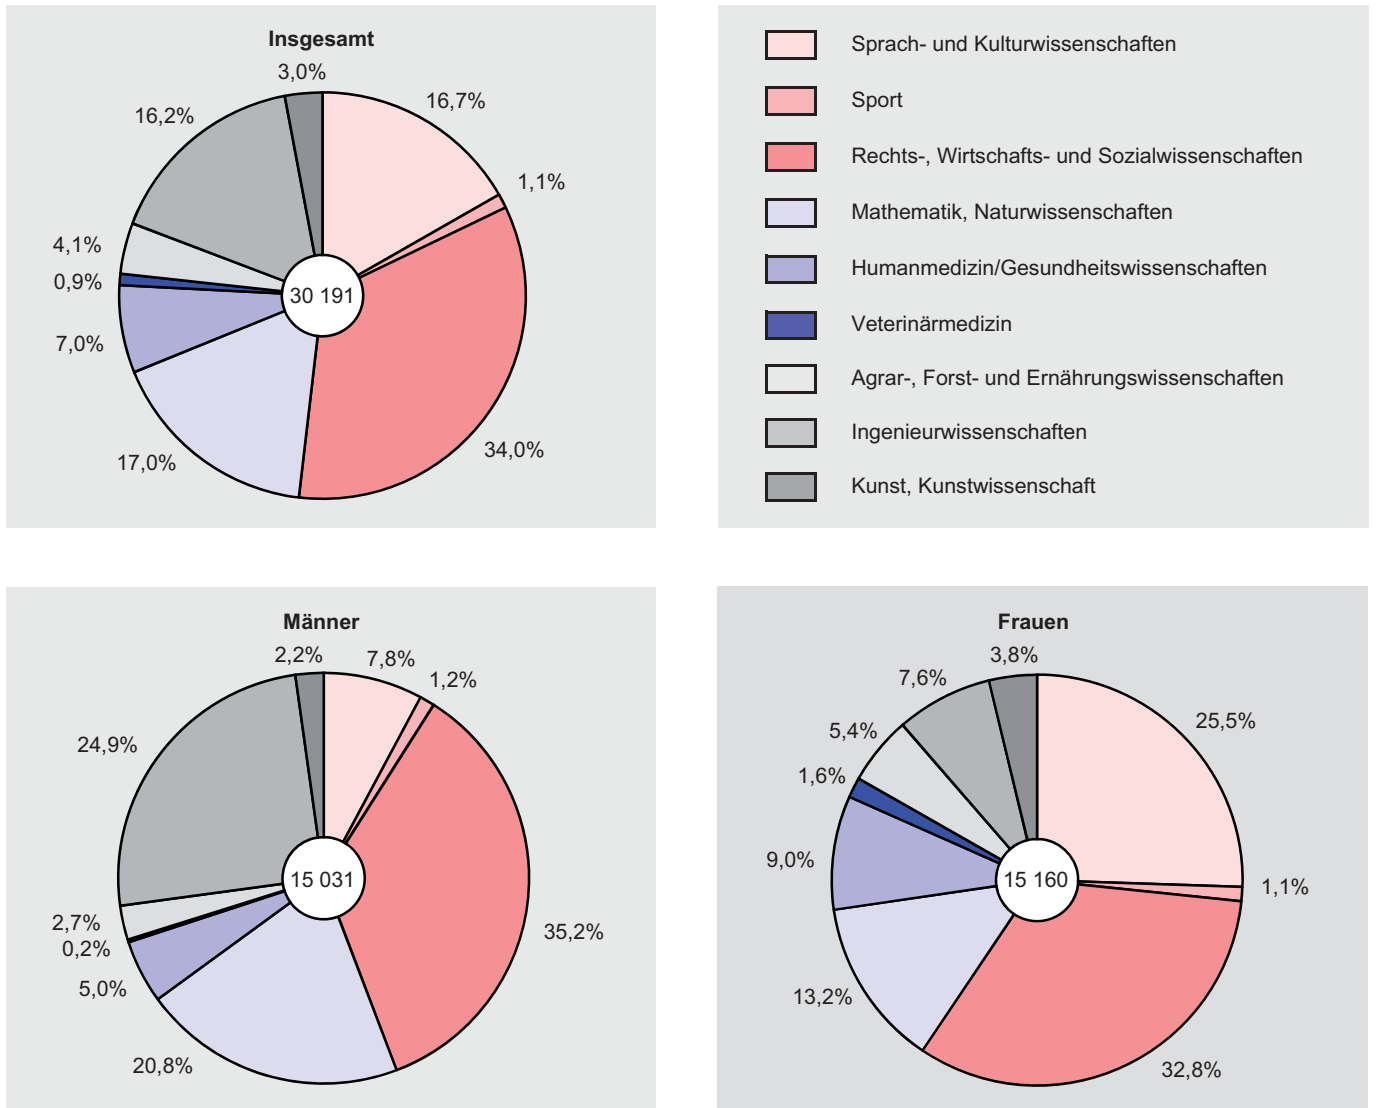 Insgesamt
3,0%
16,7%
16,2%
1,1%
4,1%
0,9%
30 191
7,0%
34,0%
17,0%
Sprach- und Kulturwissenschaften
Sport
Rechts-, Wirtschafts- und Sozialwissenschaften
Mathematik, Naturwissenschaften
Humanmedizin/Gesundheitswissenschaften
Veterinärmedizin
Agrar-, Forst- und Ernährungswissenschaften
Ingenieurwissenschaften
Kunst, Kunstwissenschaft
Männer
2,2%
7,8%
1,2%
24,9%
15 031
2,7%
0,2%
35,2%
5,0%
20,8%
Frauen
3,8%
7,6%
25,5%
5,4%
1,6%
9,0%
15 160
1,1%
13,2%
32,8%